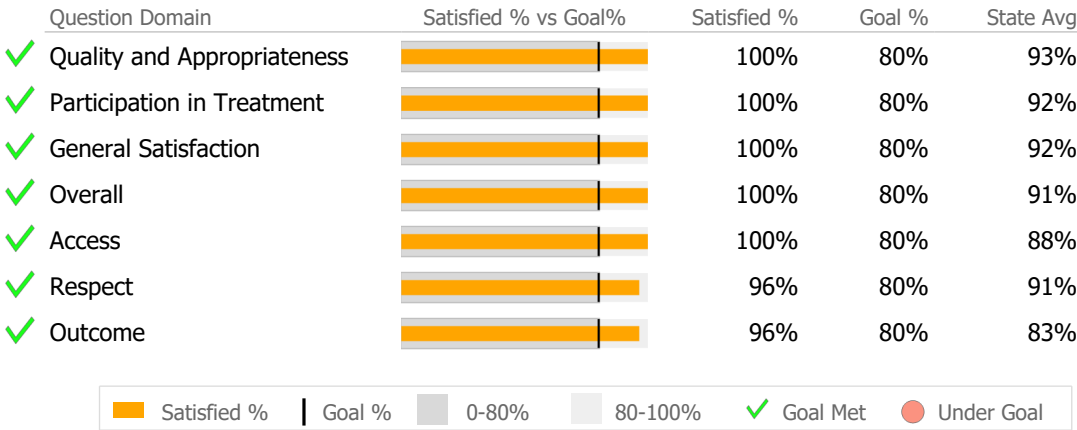 Question Domain Satisfied % vs Goal% Satisfied % Goal % State Avg
Quality and Appropriateness 100% 80% 93%
Participation in Treatment 100% 80% 92%
General Satisfaction 100% 80% 92%
Overall 100% 80% 91%
Access 100% 80% 88%
Respect 96% 80% 91%
Outcome 96% 80% 83%
Satisfied % Goal % 0-80% 80-100% Goal Met Under Goal